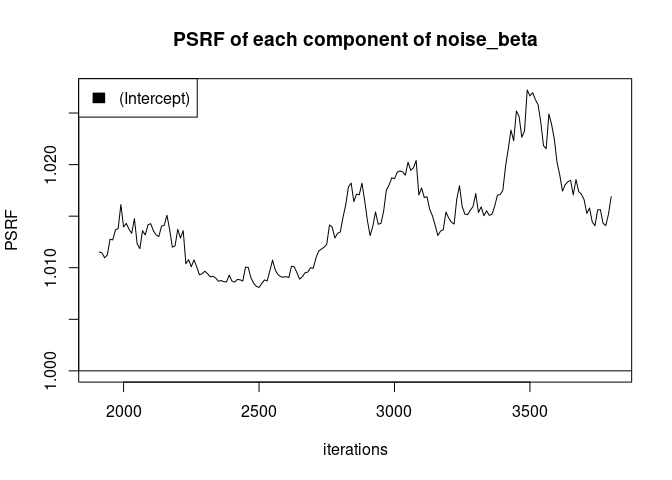 PSRF of each component of noise_beta
(Intercept)
PSRF
1.020
1.010
1.000
2000 2500 3000 3500
iterations